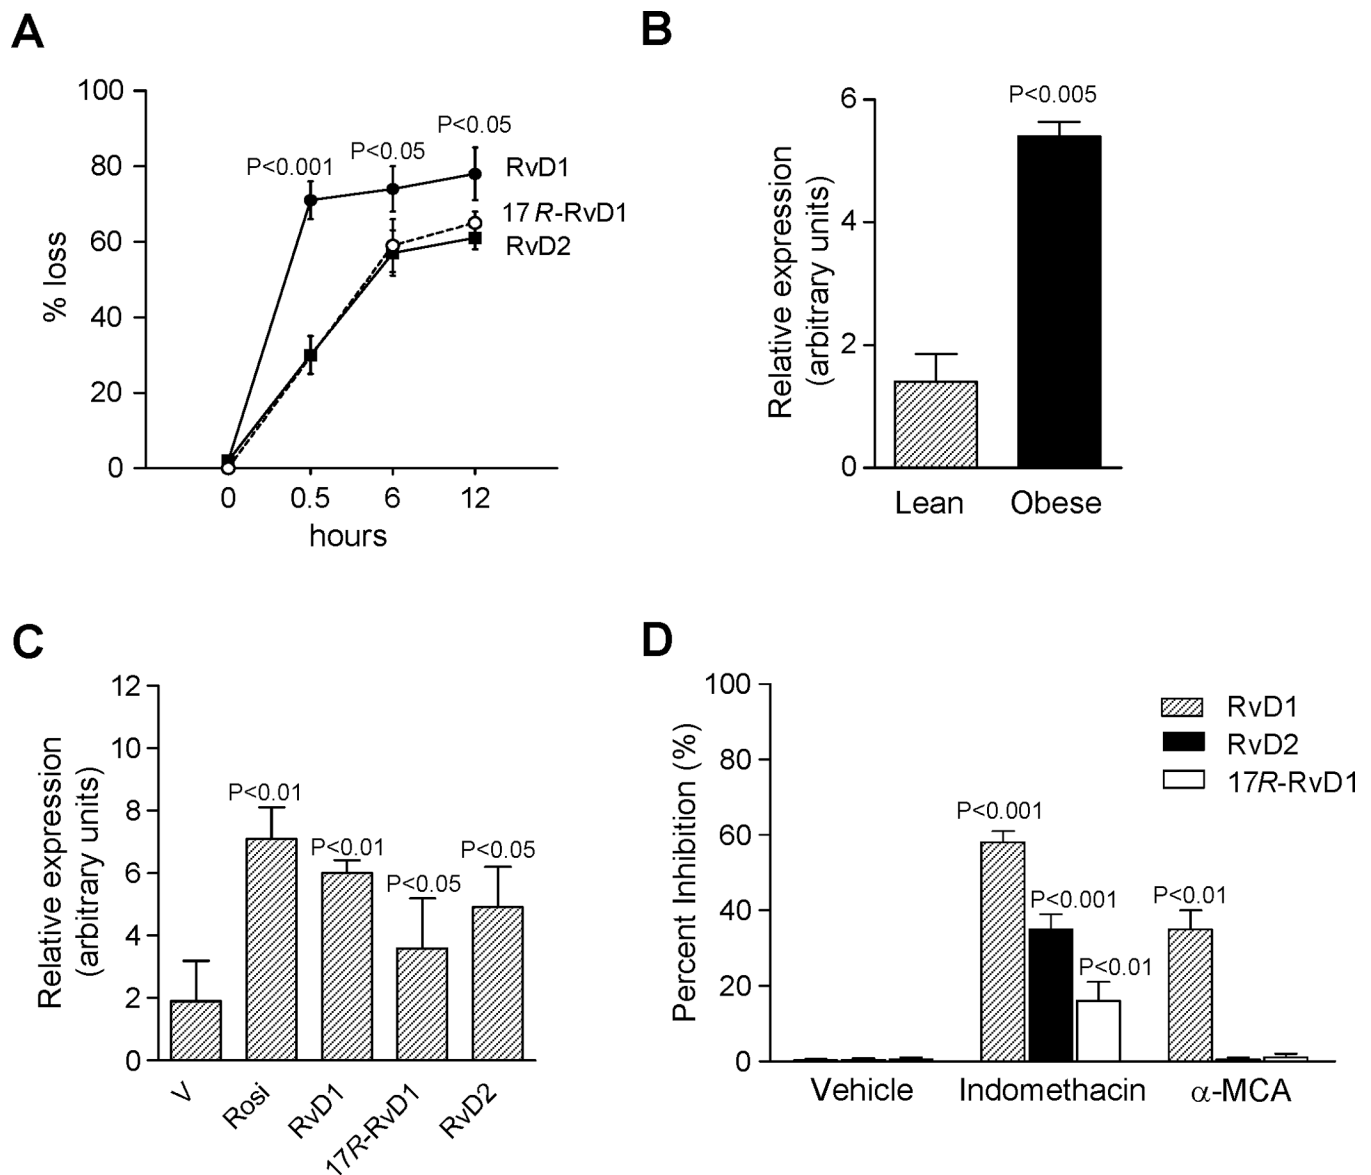 A
100
80
60
40
20
0
% loss
P<0.001
P<0.05
P<0.05
RvD1
17R-RvD1
RvD2
0 0.5 6 12
hours
B
6
4
2
0
Relative expression
(arbitrary units)
P<0.005
Lean Obese
C
12
10
8
6
4
2
0
Relative expression
(arbitrary units)
P<0.01
P<0.01
P<0.05
P<0.05
V Rosi RvD1 17R-RvD1 RvD2
D
100
80
60
40
20
0
Percent Inhibition (%)
RvD1
RvD2
17R-RvD1
P<0.001
P<0.001
P<0.01
P<0.01
Vehicle Indomethacin α-MCA